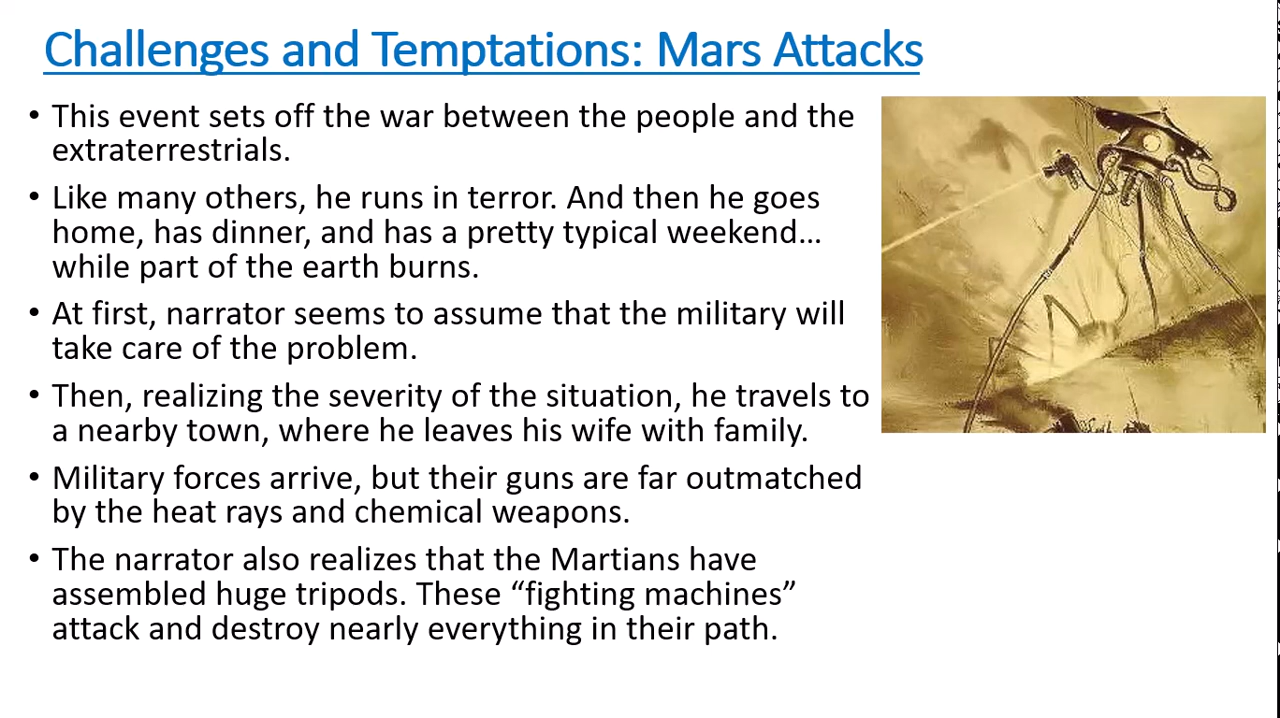 Challenges and Temptations: Mars Attacks
• This event sets off the war between the people and the
extraterrestrials.
• Like many others, he runs in terror. And then he goes
home, has dinner, and has a pretty typical weekend…
while part of the earth burns.
• At first, narrator seems to assume that the military will
take care of the problem.
• Then, realizing the severity of the situation, he travels to
a nearby town, where he leaves his wife with family.
• Military forces arrive, but their guns are far outmatched
by the heat rays and chemical weapons.
• The narrator also realizes that the Martians have
assembled huge tripods. These “fighting machines”
attack and destroy nearly everything in their path.